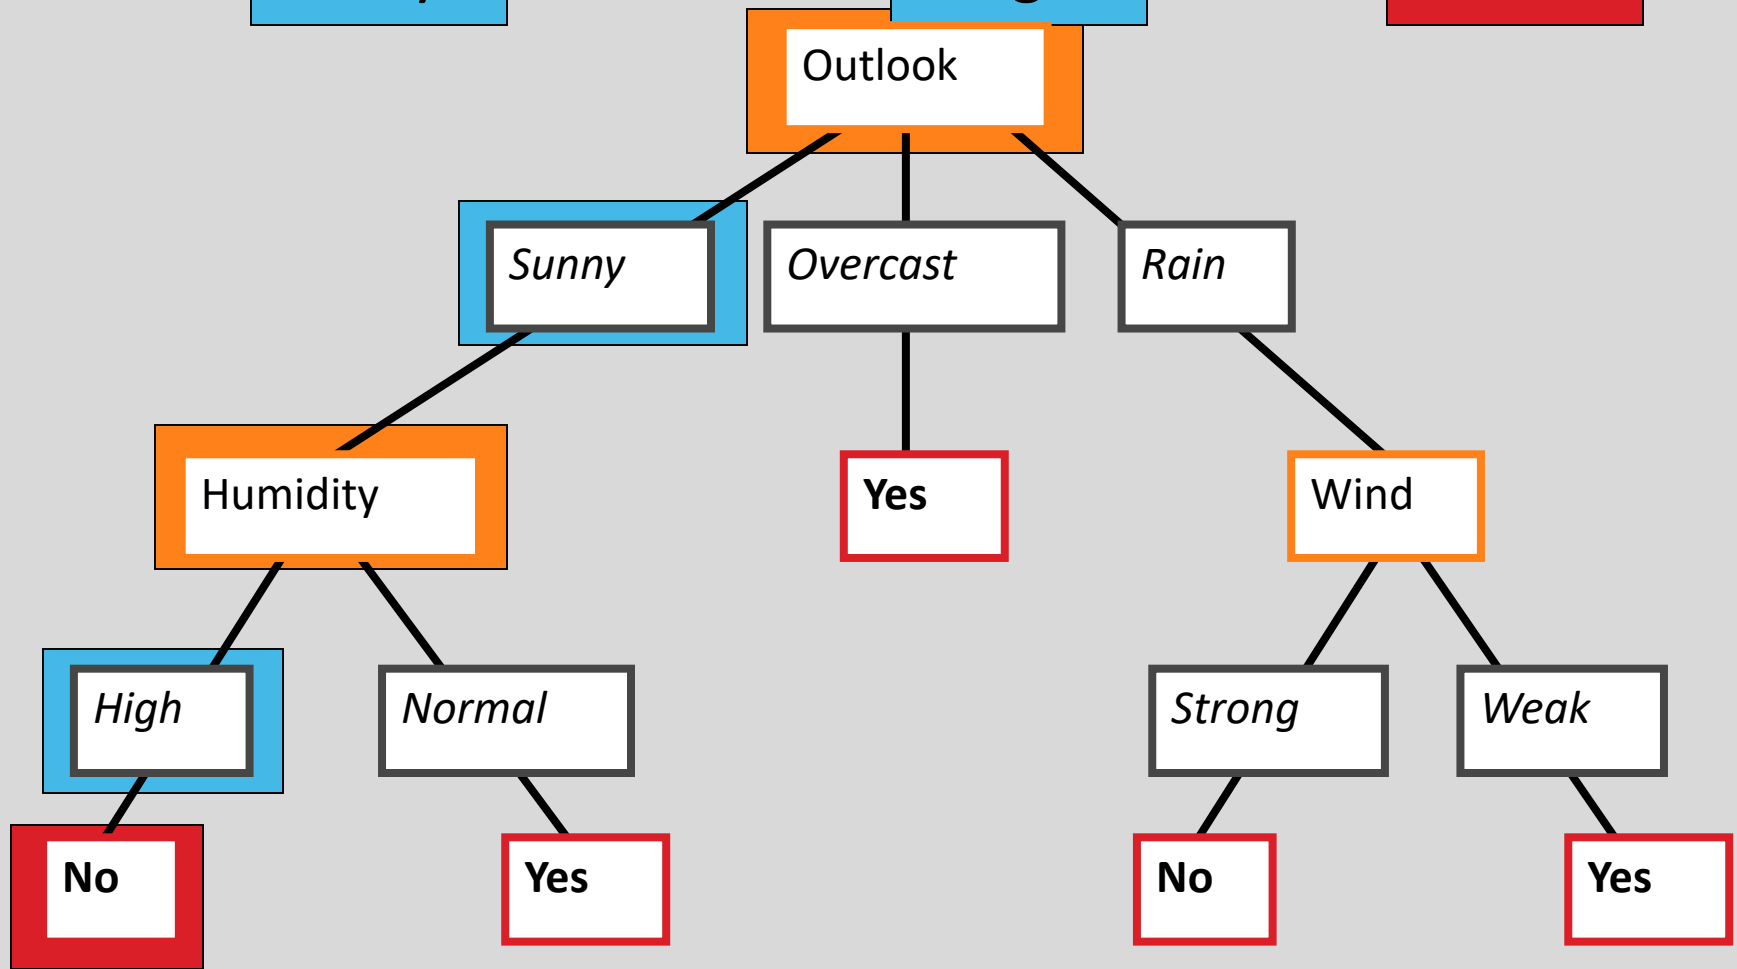 Outlook
Sunny
Overcast
Rain
Humidity
Yes
Wind
High
Normal
Strong
Weak
No
Yes
No
Yes